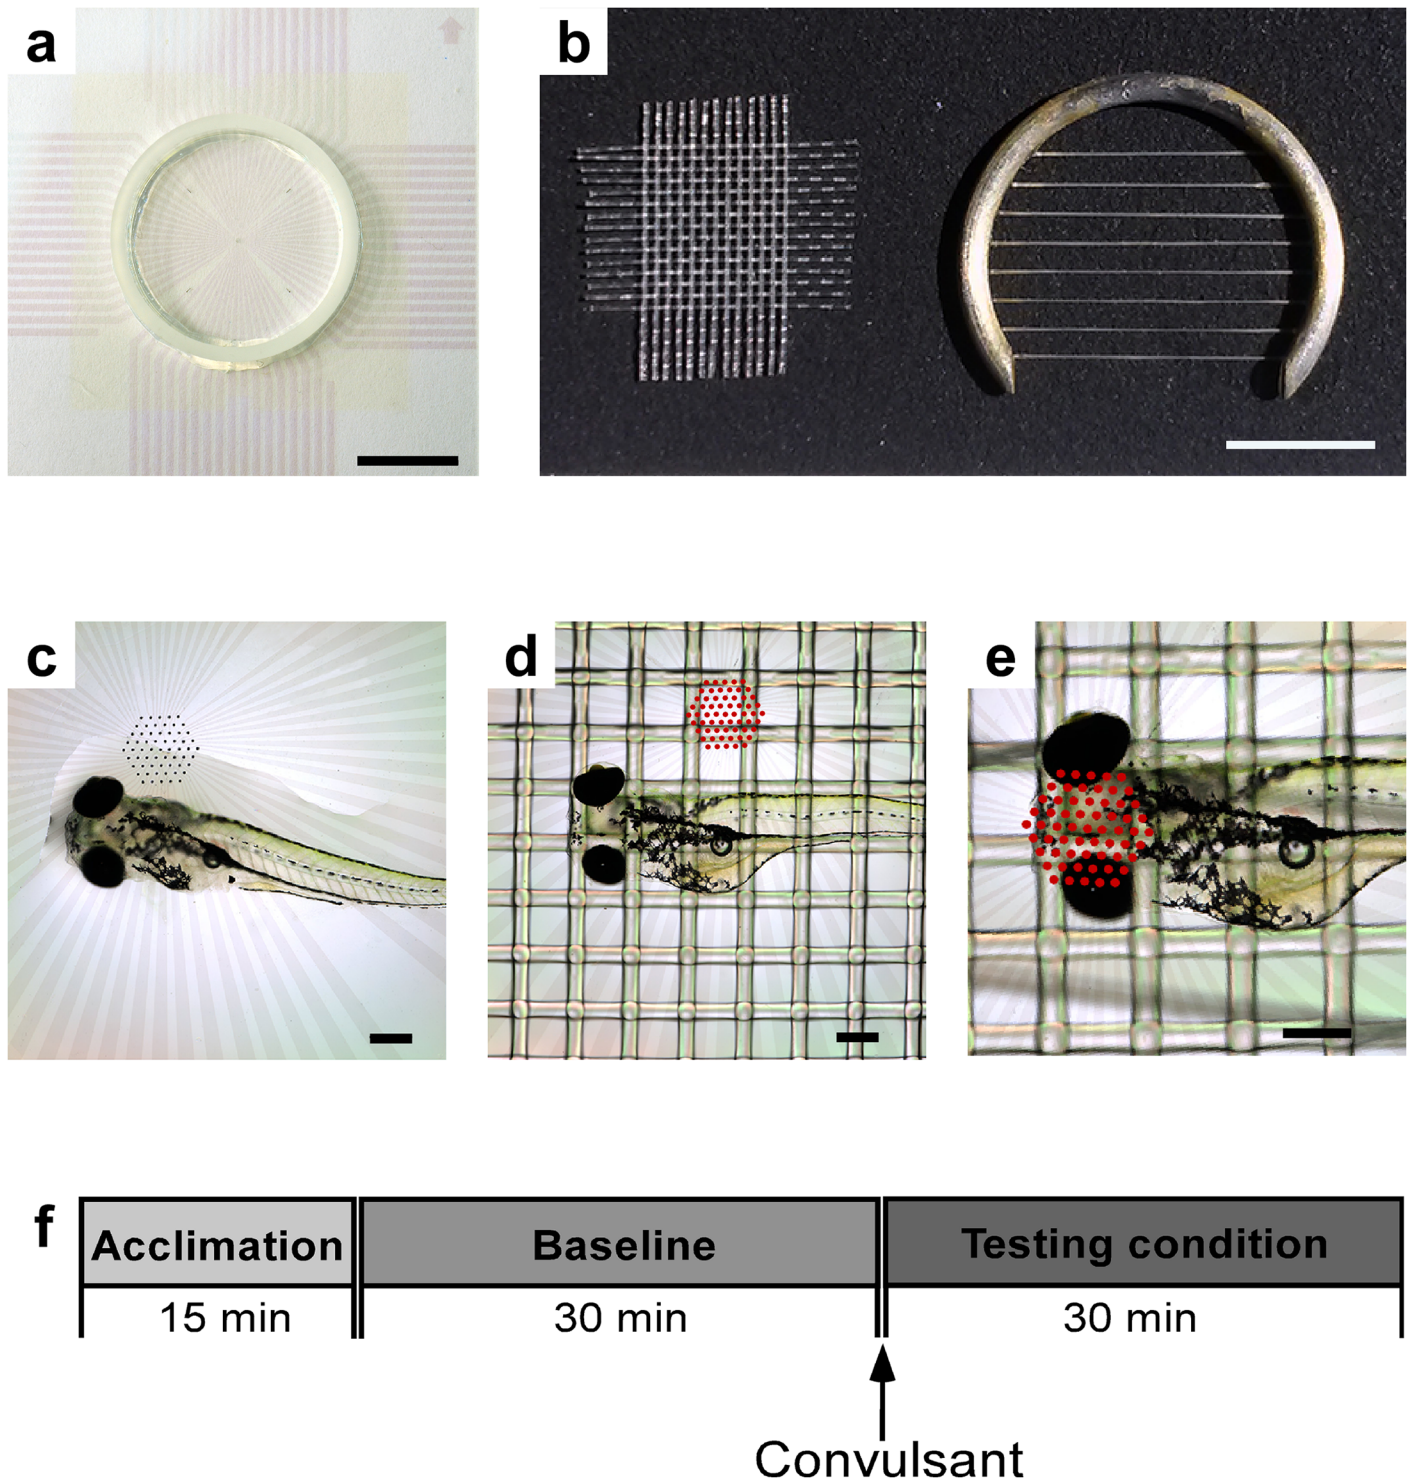 a
b
c
d
e
f
Acclimation
Baseline
Testing condition
15 min
30 min
30 min
Convulsant